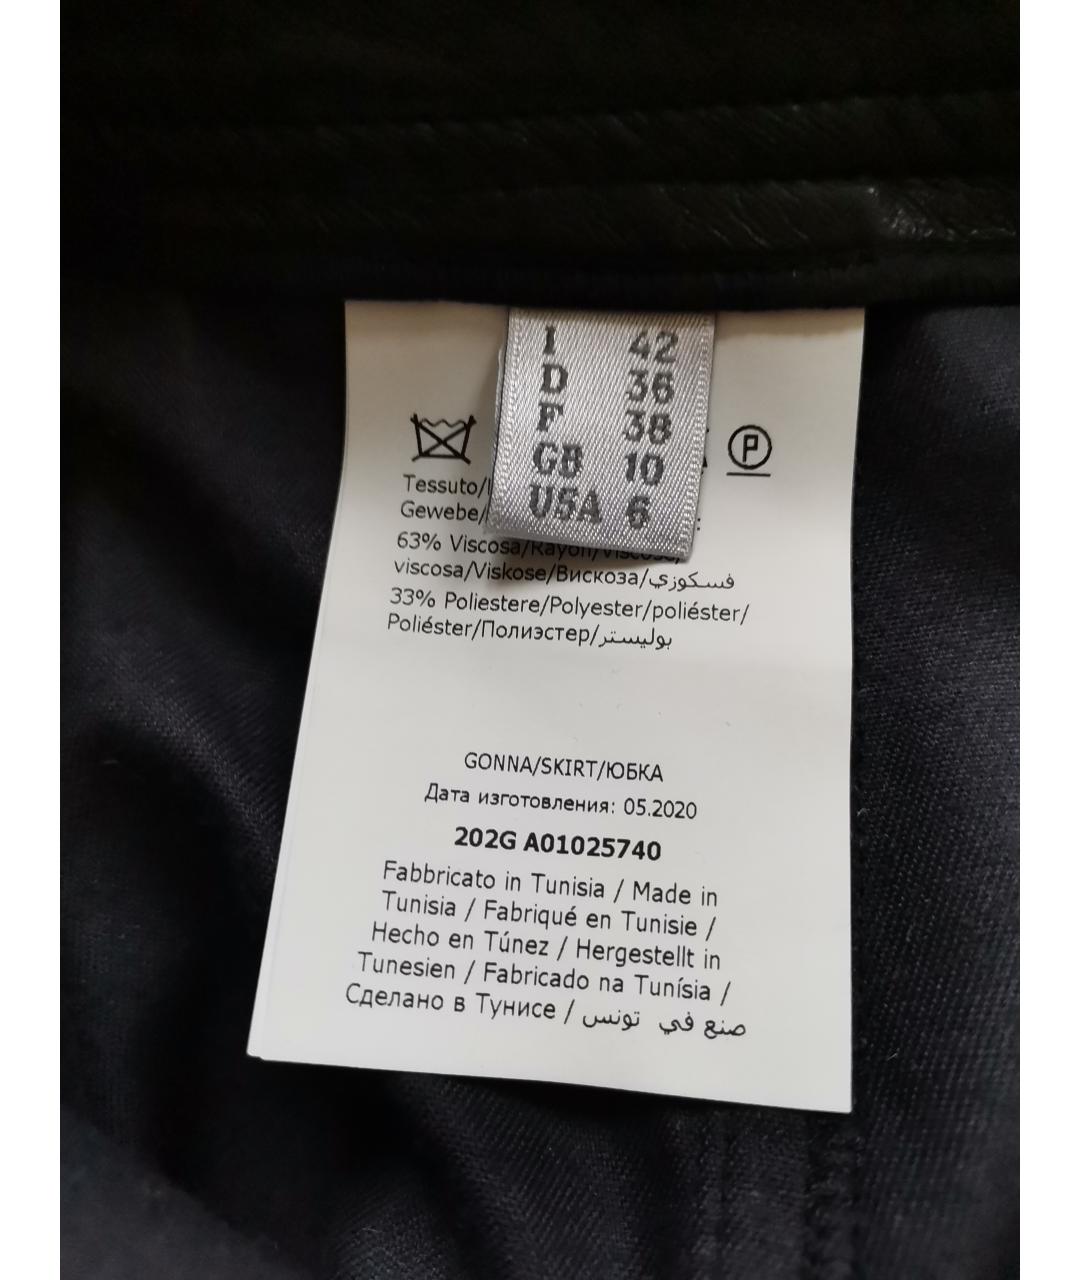 I 42
D 36
F 38
GB 10
USA 6
P
Tessuto/
Gewebe/
63% Viscosa/Rayon/Viscose,
viscosa/Viskose/Вискоза/فسكوزي
33% Poliestere/Polyester/poliéster/
Poliéster/Полиэстер/بوليستر
GONNA/SKIRT/ЮБКА
Дата изготовления: 05.2020
202G A01025740
Fabbricato in Tunisia / Made in
Tunisia / Fabriqué en Tunisie /
Hecho en Túnez / Hergestellt in
Tunesien / Fabricado na Tunísia /
Сделано в Тунисе / صنع في تونس